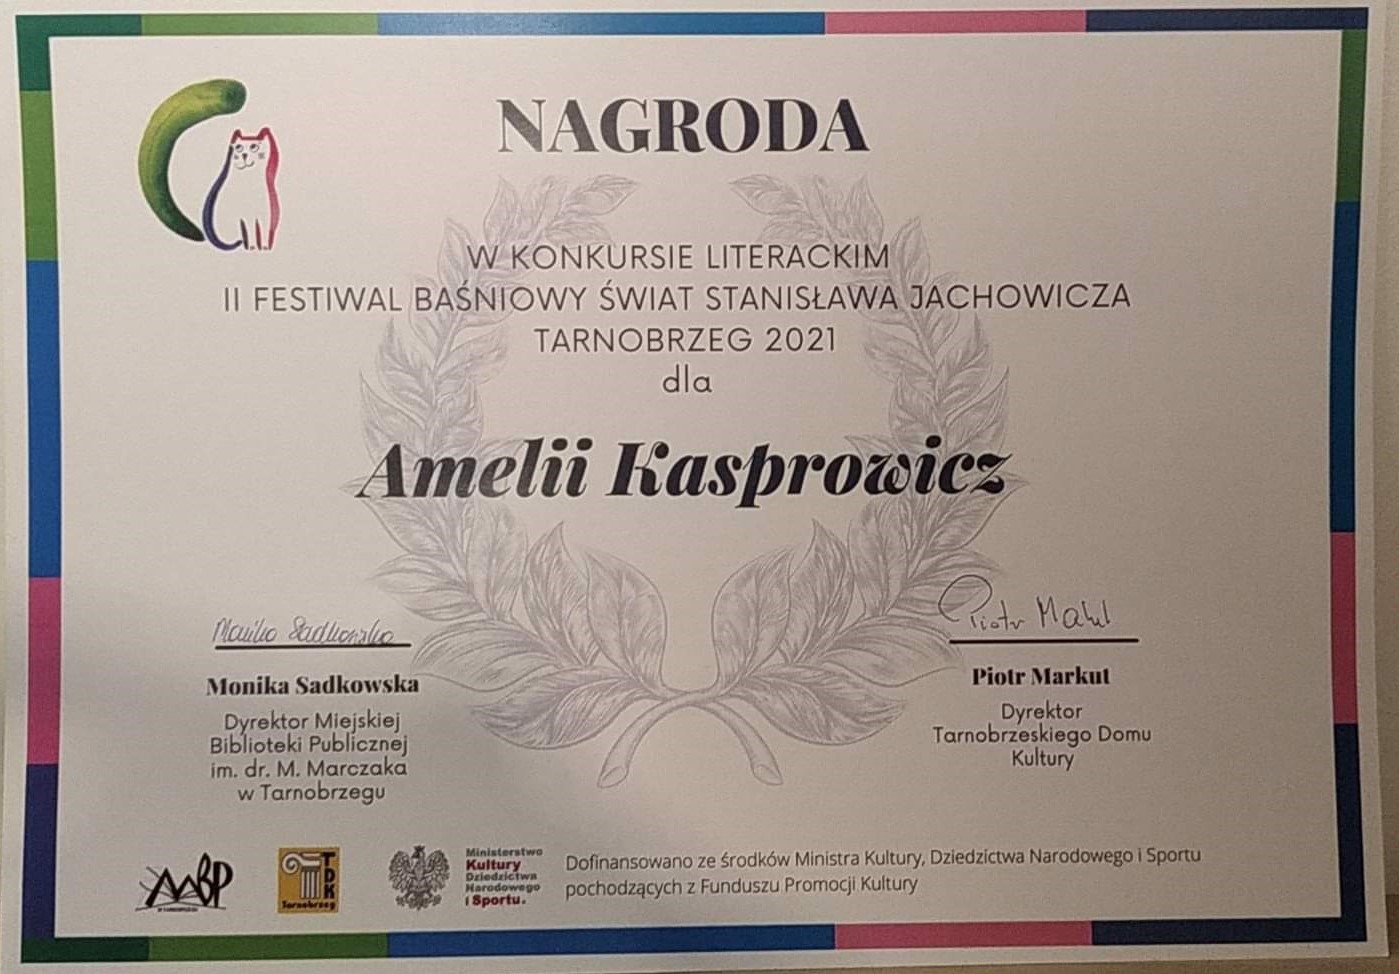 NAGRODA
W KONKURSIE LITERACKIM
II FESTIWAL BAŚNIOWY ŚWIAT STANISŁAWA JACHOWICZA
TARNOBRZEG 2021
dla
Amelii Kasprowicz
Monika Sadkowska
Monika Sadkowska
Dyrektor Miejskiej
Biblioteki Publicznej
im. dr. M. Marczaka
w Tarnobrzegu
Piotr
Piotr Markut
Dyrektor
Tarnobrzeskiego Domu
Kultury
MBP
TDK
Tarnobrzeg
Ministerstwo
Kultury
Dziedzictwa
Narodowego
i Sportu.
Dofinansowano ze środków Ministra Kultury, Dziedzictwa Narodowego i Sportu
pochodzących z Funduszu Promocji Kultury